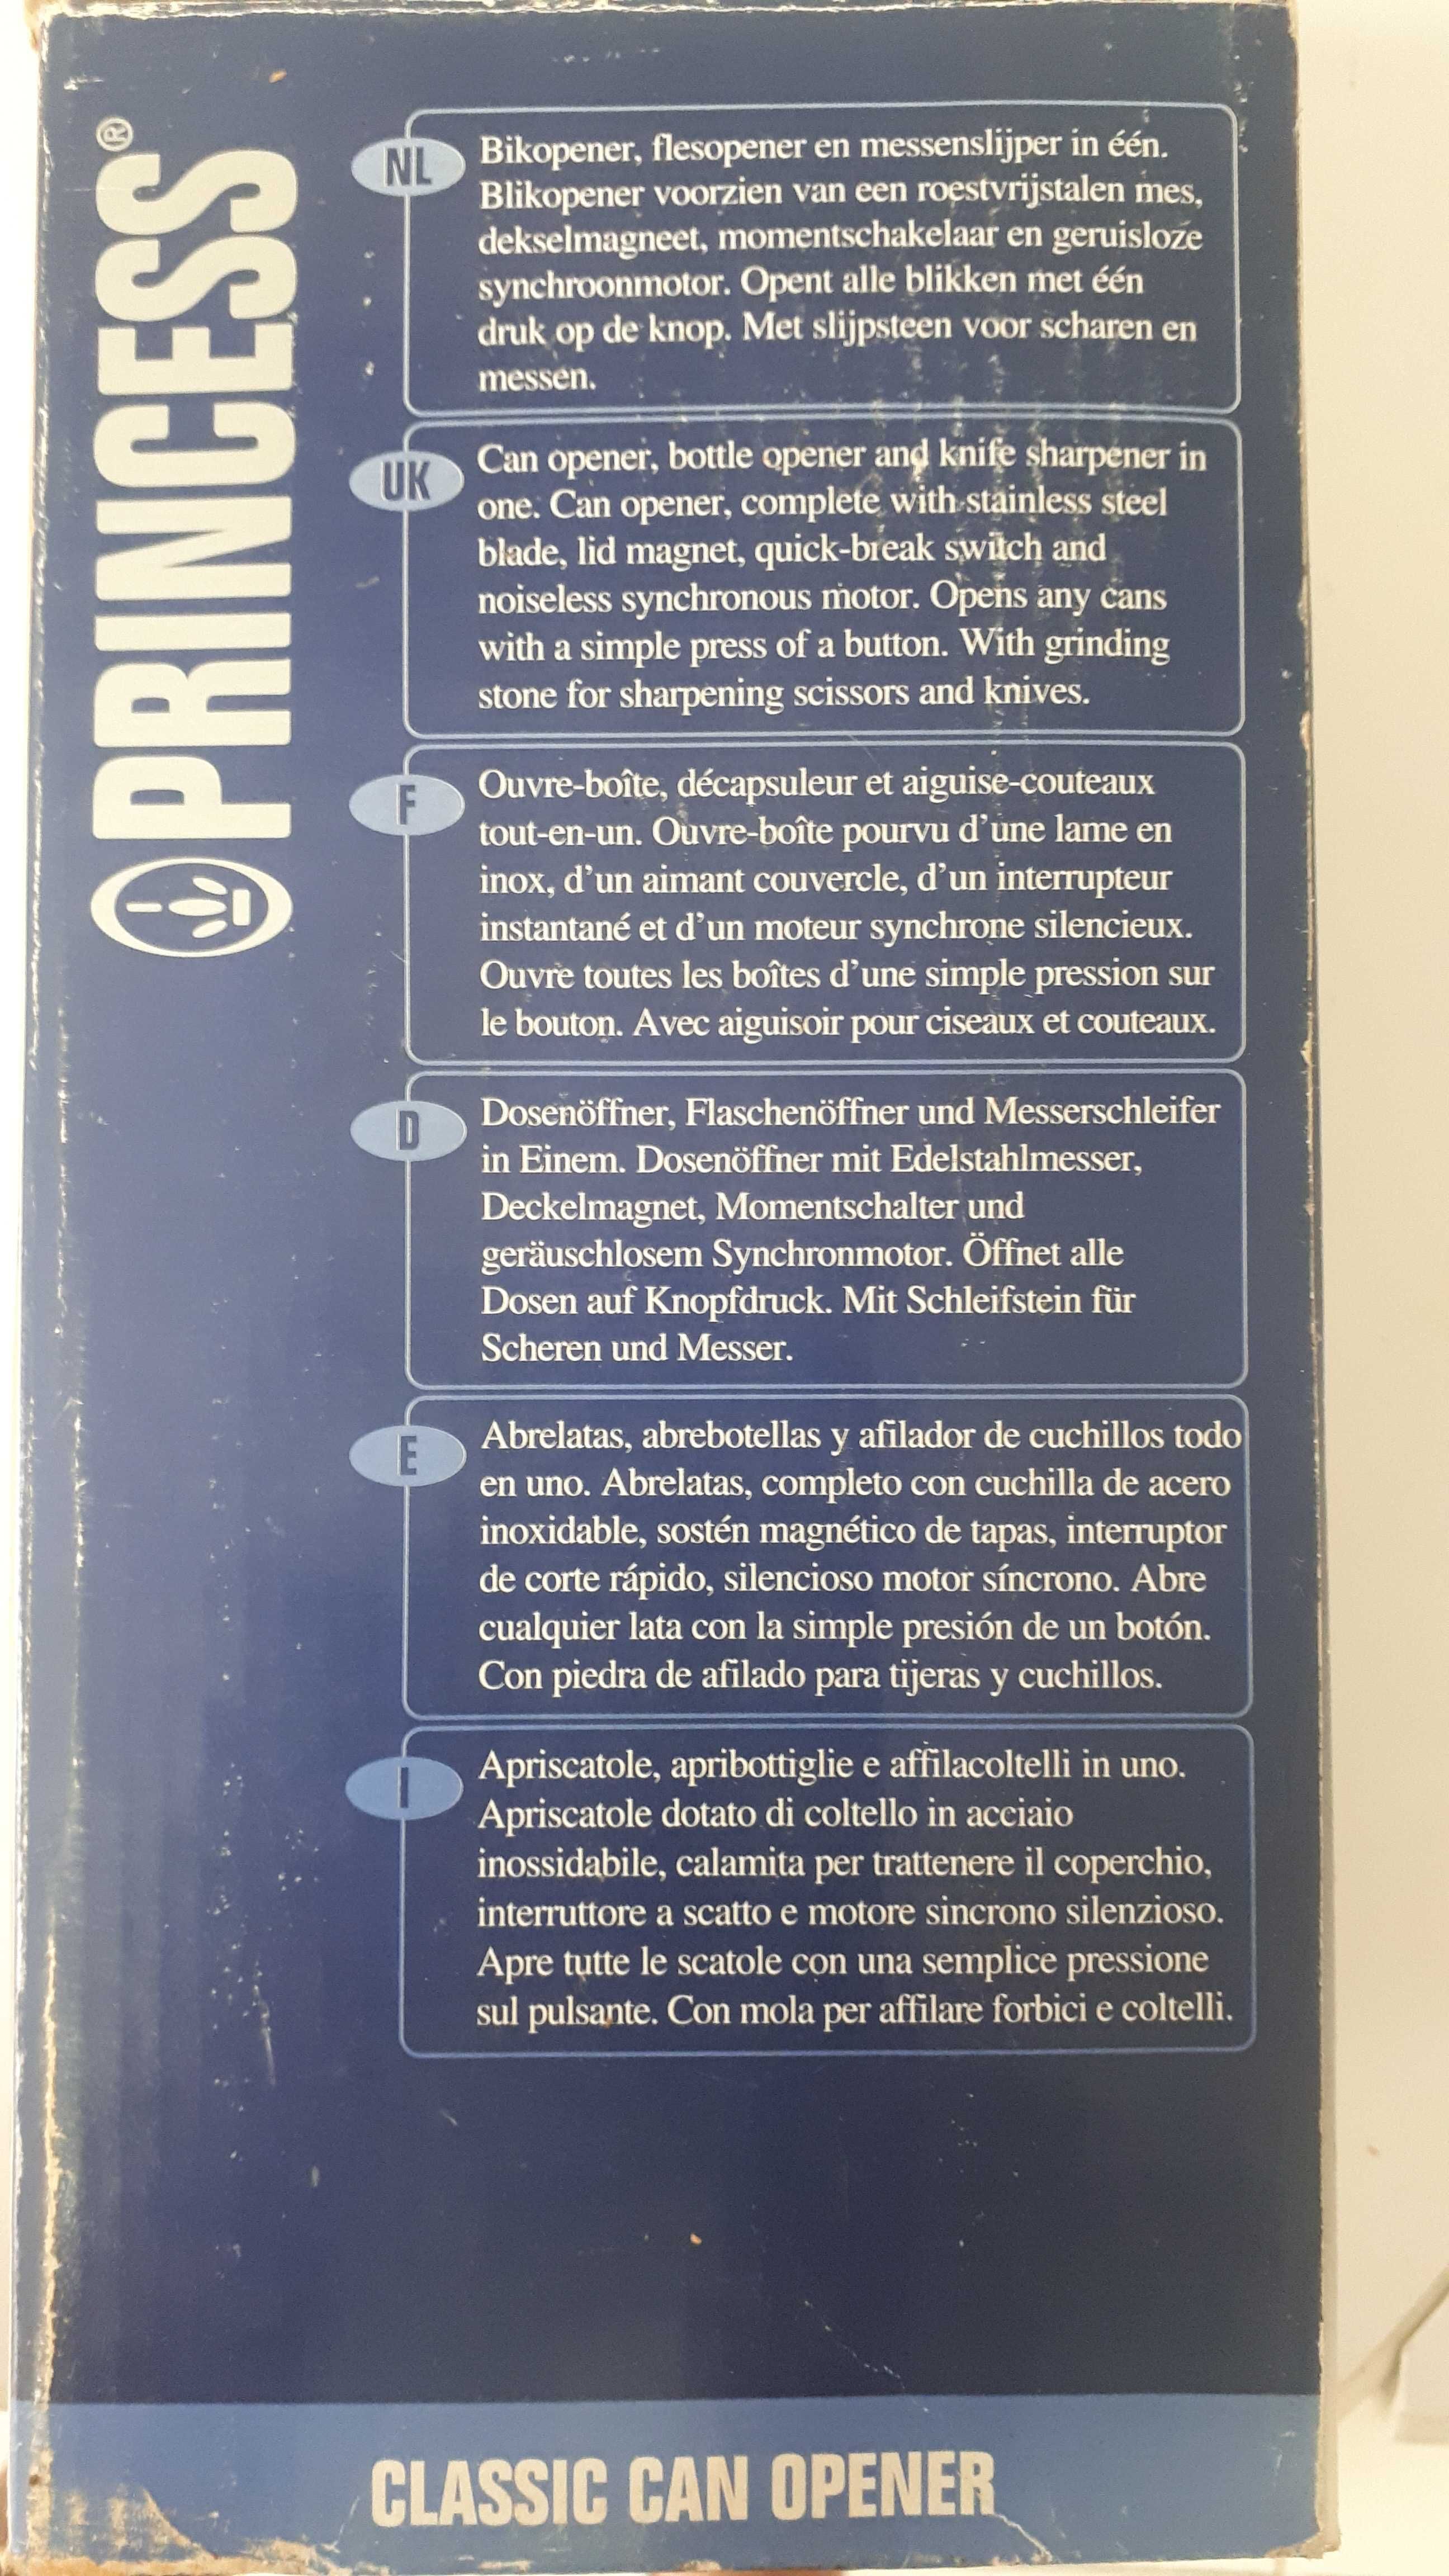 PRINCESS®
NL
Bikopener, flesopener en messenslijper in één.
Blikopener voorzien van een roestvrijstalen mes,
dekselmagneet, momentschakelaar en geruisloze
synchroonmotor. Opent alle blikken met één
druk op de knop. Met slijpsteen voor scharen en
messen.
UK
Can opener, bottle opener and knife sharpener in
one. Can opener, complete with stainless steel
blade, lid magnet, quick-break switch and
noiseless synchronous motor. Opens any cans
with a simple press of a button. With grinding
stone for sharpening scissors and knives.
F
Ouvre-boîte, décapsuleur et aiguise-couteaux
tout-en-un. Ouvre-boîte pourvu d'une lame en
inox, d'un aimant couvercle, d'un interrupteur
instantané et d'un moteur synchrone silencieux.
Ouvre toutes les boîtes d'une simple pression sur
le bouton. Avec aiguisoir pour ciseaux et couteaux.
D
Dosenöffner, Flaschenöffner und Messerschleifer
in Einem. Dosenöffner mit Edelstahlmesser,
Deckelmagnet, Momentschalter und
geräuschlosem Synchronmotor. Öffnet alle
Dosen auf Knopfdruck. Mit Schleifstein für
Scheren und Messer.
E
Abrelatas, abrebotellas y afilador de cuchillos todo
en uno. Abrelatas, completo con cuchilla de acero
inoxidable, sostén magnético de tapas, interruptor
de corte rápido, silencioso motor síncrono. Abre
cualquier lata con la simple presión de un botón.
Con piedra de afilado para tijeras y cuchillos.
I
Apriscatole, apribottiglie e affilacoltelli in uno.
Apriscatole dotato di coltello in acciaio
inossidabile, calamita per trattenere il coperchio,
interruttore a scatto e motore sincrono silenzioso.
Apre tutte le scatole con una semplice pressione
sul pulsante. Con mola per affilare forbici e coltelli.
CLASSIC CAN OPENER